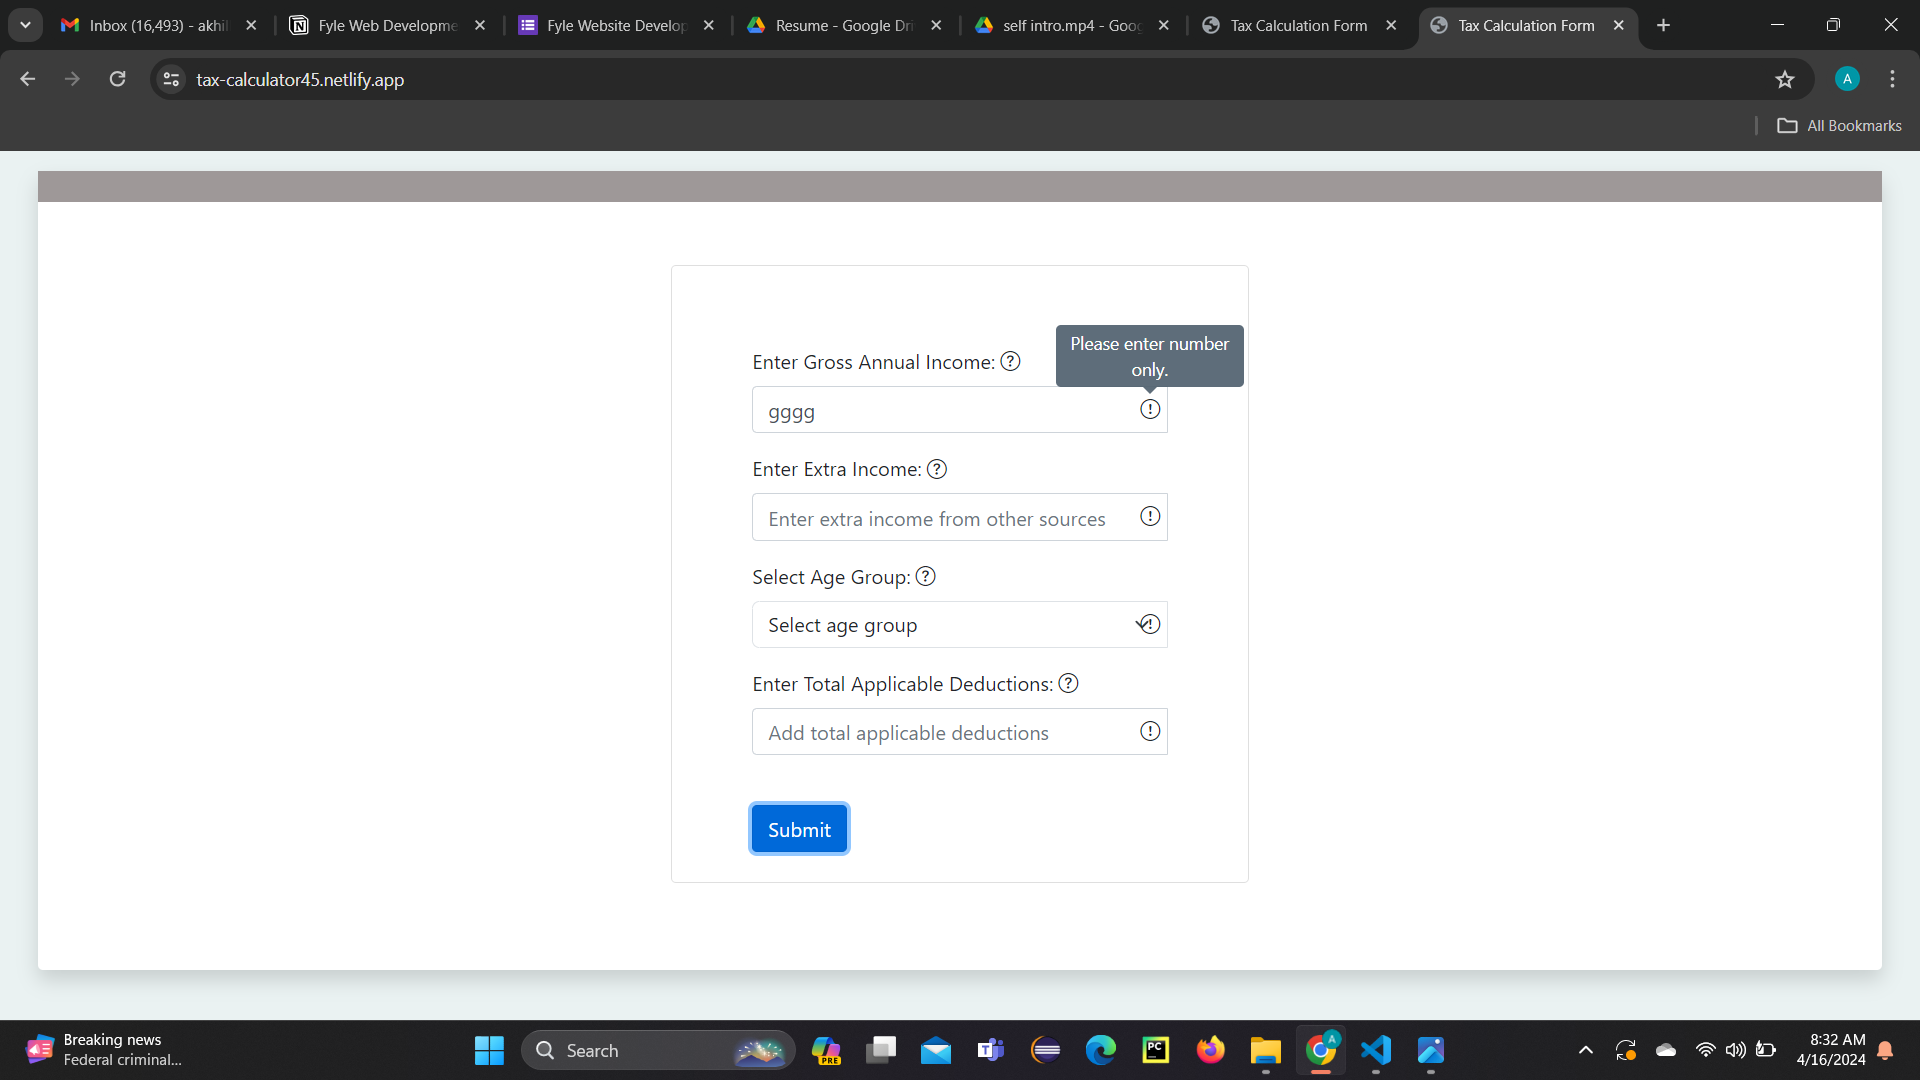 Inbox (16,493) - akhil
Fyle Web Developme
Fyle Website Develop
Resume - Google Dri
self intro.mp4 - Goog
Tax Calculation Form
Tax Calculation Form
tax-calculator45.netlify.app
A
All Bookmarks
Please enter number
only.
Enter Gross Annual Income: ?
gggg !
Enter Extra Income: ?
Enter extra income from other sources !
Select Age Group: ?
Select age group !
Enter Total Applicable Deductions: ?
Add total applicable deductions !
Submit
Breaking news
Federal criminal...
Search
PRE
T
PC
A
8:32 AM
4/16/2024